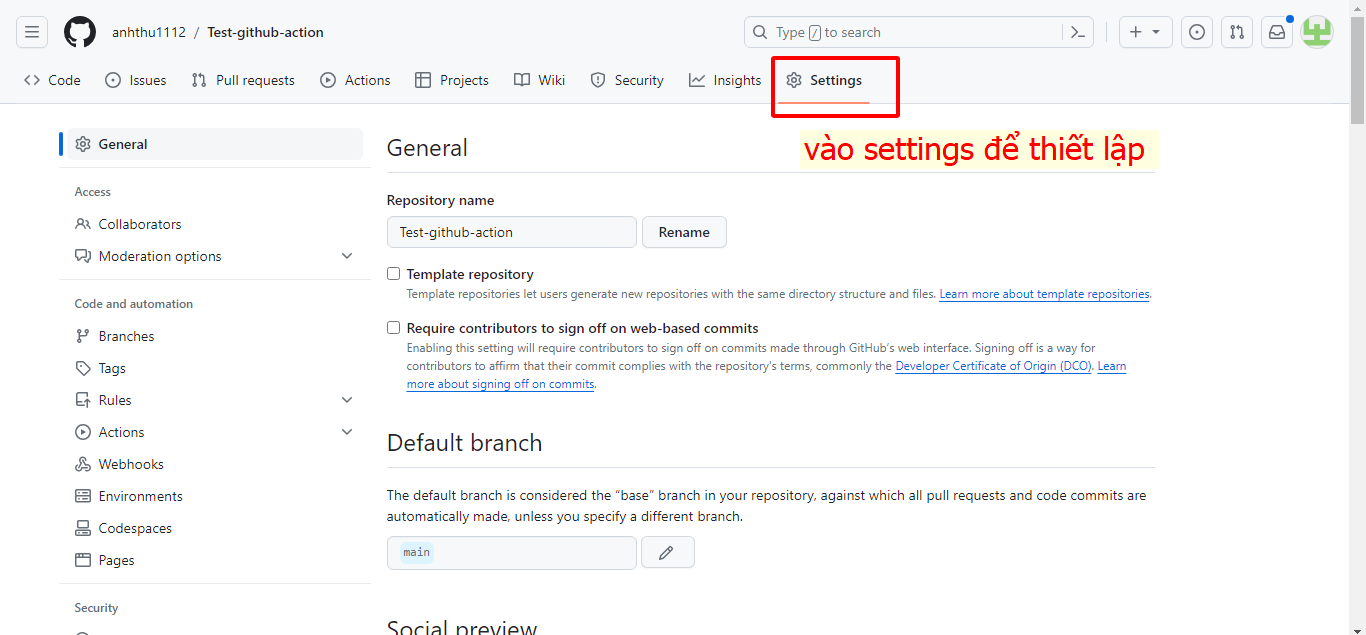 anhthu1112 / Test-github-action
Type / to search
Code Issues Pull requests Actions Projects Wiki Security Insights Settings
vào settings để thiết lập
General
Access
Collaborators
Moderation options
Code and automation
Branches
Tags
Rules
Actions
Webhooks
Environments
Codespaces
Pages
Security
General
Repository name
Test-github-action Rename
Template repository
Template repositories let users generate new repositories with the same directory structure and files. Learn more about template repositories.
Require contributors to sign off on web-based commits
Enabling this setting will require contributors to sign off on commits made through GitHub’s web interface. Signing off is a way for
contributors to affirm that their commit complies with the repository's terms, commonly the Developer Certificate of Origin (DCO). Learn
more about signing off on commits.
Default branch
The default branch is considered the “base” branch in your repository, against which all pull requests and code commits are
automatically made, unless you specify a different branch.
main
Social preview